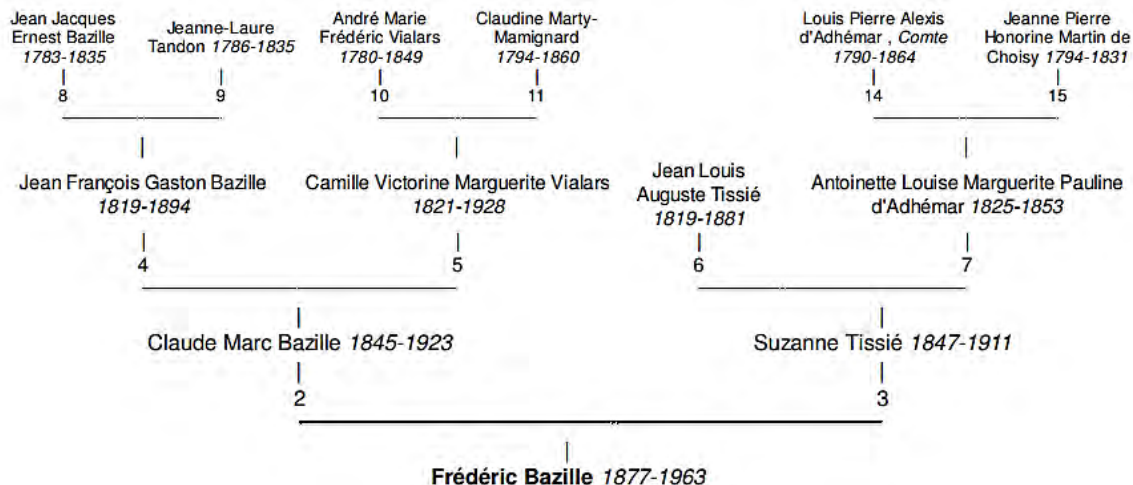 Jean Jacques
Ernest Bazille
1783-1835
8
Jeanne-Laure
Tandon 1786-1835
9
André Marie
Frédéric Vialars
1780-1849
10
Claudine Marty-
Mamignard
1794-1860
11
Louis Pierre Alexis
d'Adhémar , Comte
1790-1864
14
Jeanne Pierre
Honorine Martin de
Choisy 1794-1831
15
Jean François Gaston Bazille
1819-1894
4
Camille Victorine Marguerite Vialars
1821-1928
5
Jean Louis
Auguste Tissié
1819-1881
6
Antoinette Louise Marguerite Pauline
d'Adhémar 1825-1853
7
Claude Marc Bazille 1845-1923
2
Suzanne Tissié 1847-1911
3
Frédéric Bazille 1877-1963